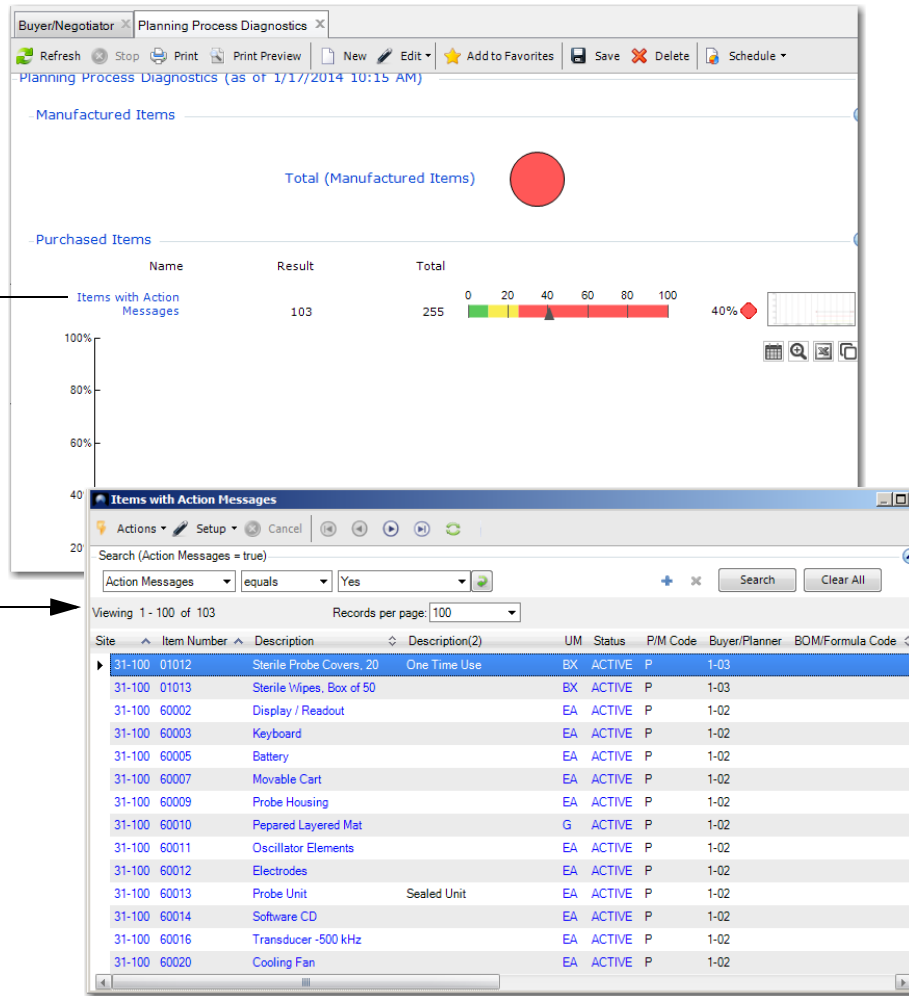 Buyer/Negotiator Planning Process Diagnostics
Refresh Stop Print Print Preview New Edit Add to Favorites Save Delete Schedule
Planning Process Diagnostics (as of 1/17/2014 10:15 AM)
Manufactured Items
Total (Manufactured Items)
Purchased Items
Name Result Total
Items with Action
Messages 103 255 0 20 40 60 80 100 40%
100%
80%
60%
40
20
Items with Action Messages
Actions Setup Cancel
Search (Action Messages = true)
Action Messages equals Yes Search Clear All
Viewing 1 - 100 of 103 Records per page: 100
Site Item Number Description Description(2) UM Status P/M Code Buyer/Planner BOM/Formula Code
31-100 01012 Sterile Probe Covers, 20 One Time Use BX ACTIVE P 1-03
31-100 01013 Sterile Wipes, Box of 50 BX ACTIVE P 1-03
31-100 60002 Display / Readout EA ACTIVE P 1-02
31-100 60003 Keyboard EA ACTIVE P 1-02
31-100 60005 Battery EA ACTIVE P 1-02
31-100 60007 Movable Cart EA ACTIVE P 1-02
31-100 60009 Probe Housing EA ACTIVE P 1-02
31-100 60010 Pepared Layered Mat G ACTIVE P 1-02
31-100 60011 Oscillator Elements EA ACTIVE P 1-02
31-100 60012 Electrodes EA ACTIVE P 1-02
31-100 60013 Probe Unit Sealed Unit EA ACTIVE P 1-02
31-100 60014 Software CD EA ACTIVE P 1-02
31-100 60016 Transducer -500 kHz EA ACTIVE P 1-02
31-100 60020 Cooling Fan EA ACTIVE P 1-02